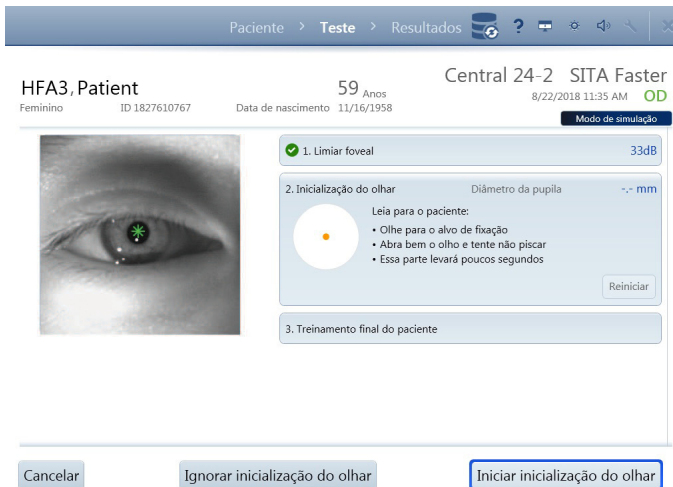 Paciente > Teste > Resultados ?
HFA3, Patient
59 Anos
Central 24-2 SITA Faster
Feminino ID 1827610767 Data de nascimento 11/16/1958
8/22/2018 11:35 AM OD
Modo de simulação
1. Limiar foveal 33dB
2. Inicialização do olhar Diâmetro da pupila -.- mm
Leia para o paciente:
• Olhe para o alvo de fixação
• Abra bem o olho e tente não piscar
• Essa parte levará poucos segundos
Reiniciar
3. Treinamento final do paciente
Cancelar Ignorar inicialização do olhar Iniciar inicialização do olhar